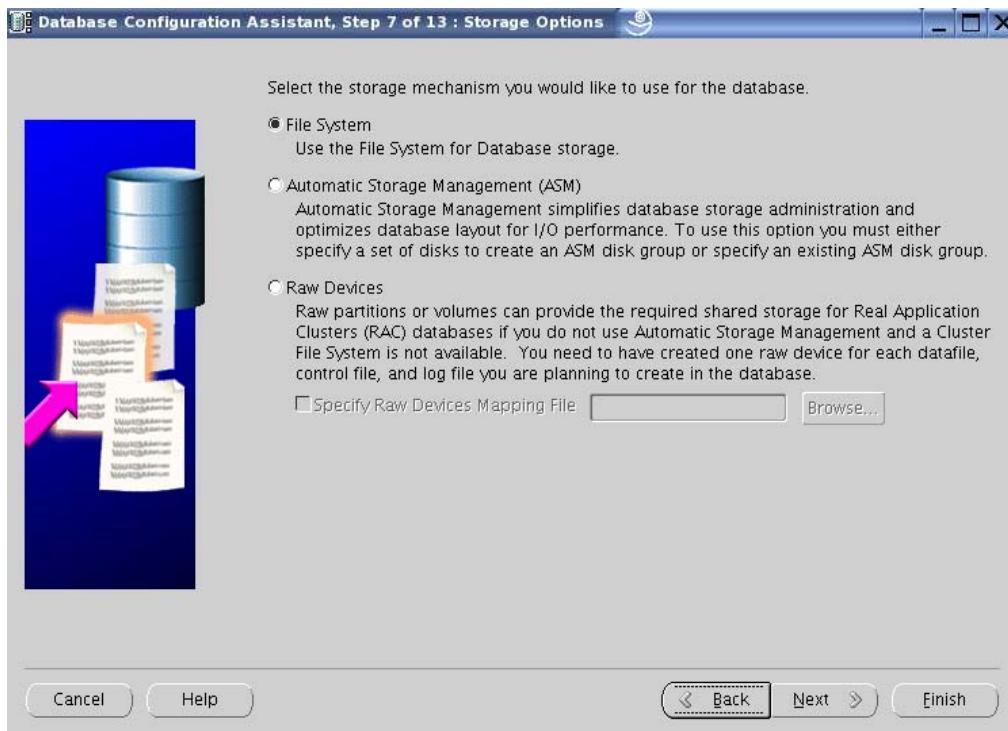 Database Configuration Assistant, Step 7 of 13 : Storage Options
Select the storage mechanism you would like to use for the database.
File System
Use the File System for Database storage.
Automatic Storage Management (ASM)
Automatic Storage Management simplifies database storage administration and
optimizes database layout for I/O performance. To use this option you must either
specify a set of disks to create an ASM disk group or specify an existing ASM disk group.
Raw Devices
Raw partitions or volumes can provide the required shared storage for Real Application
Clusters (RAC) databases if you do not use Automatic Storage Management and a Cluster
File System is not available. You need to have created one raw device for each datafile,
control file, and log file you are planning to create in the database.
Specify Raw Devices Mapping File Browse...
Cancel Help Back Next Finish